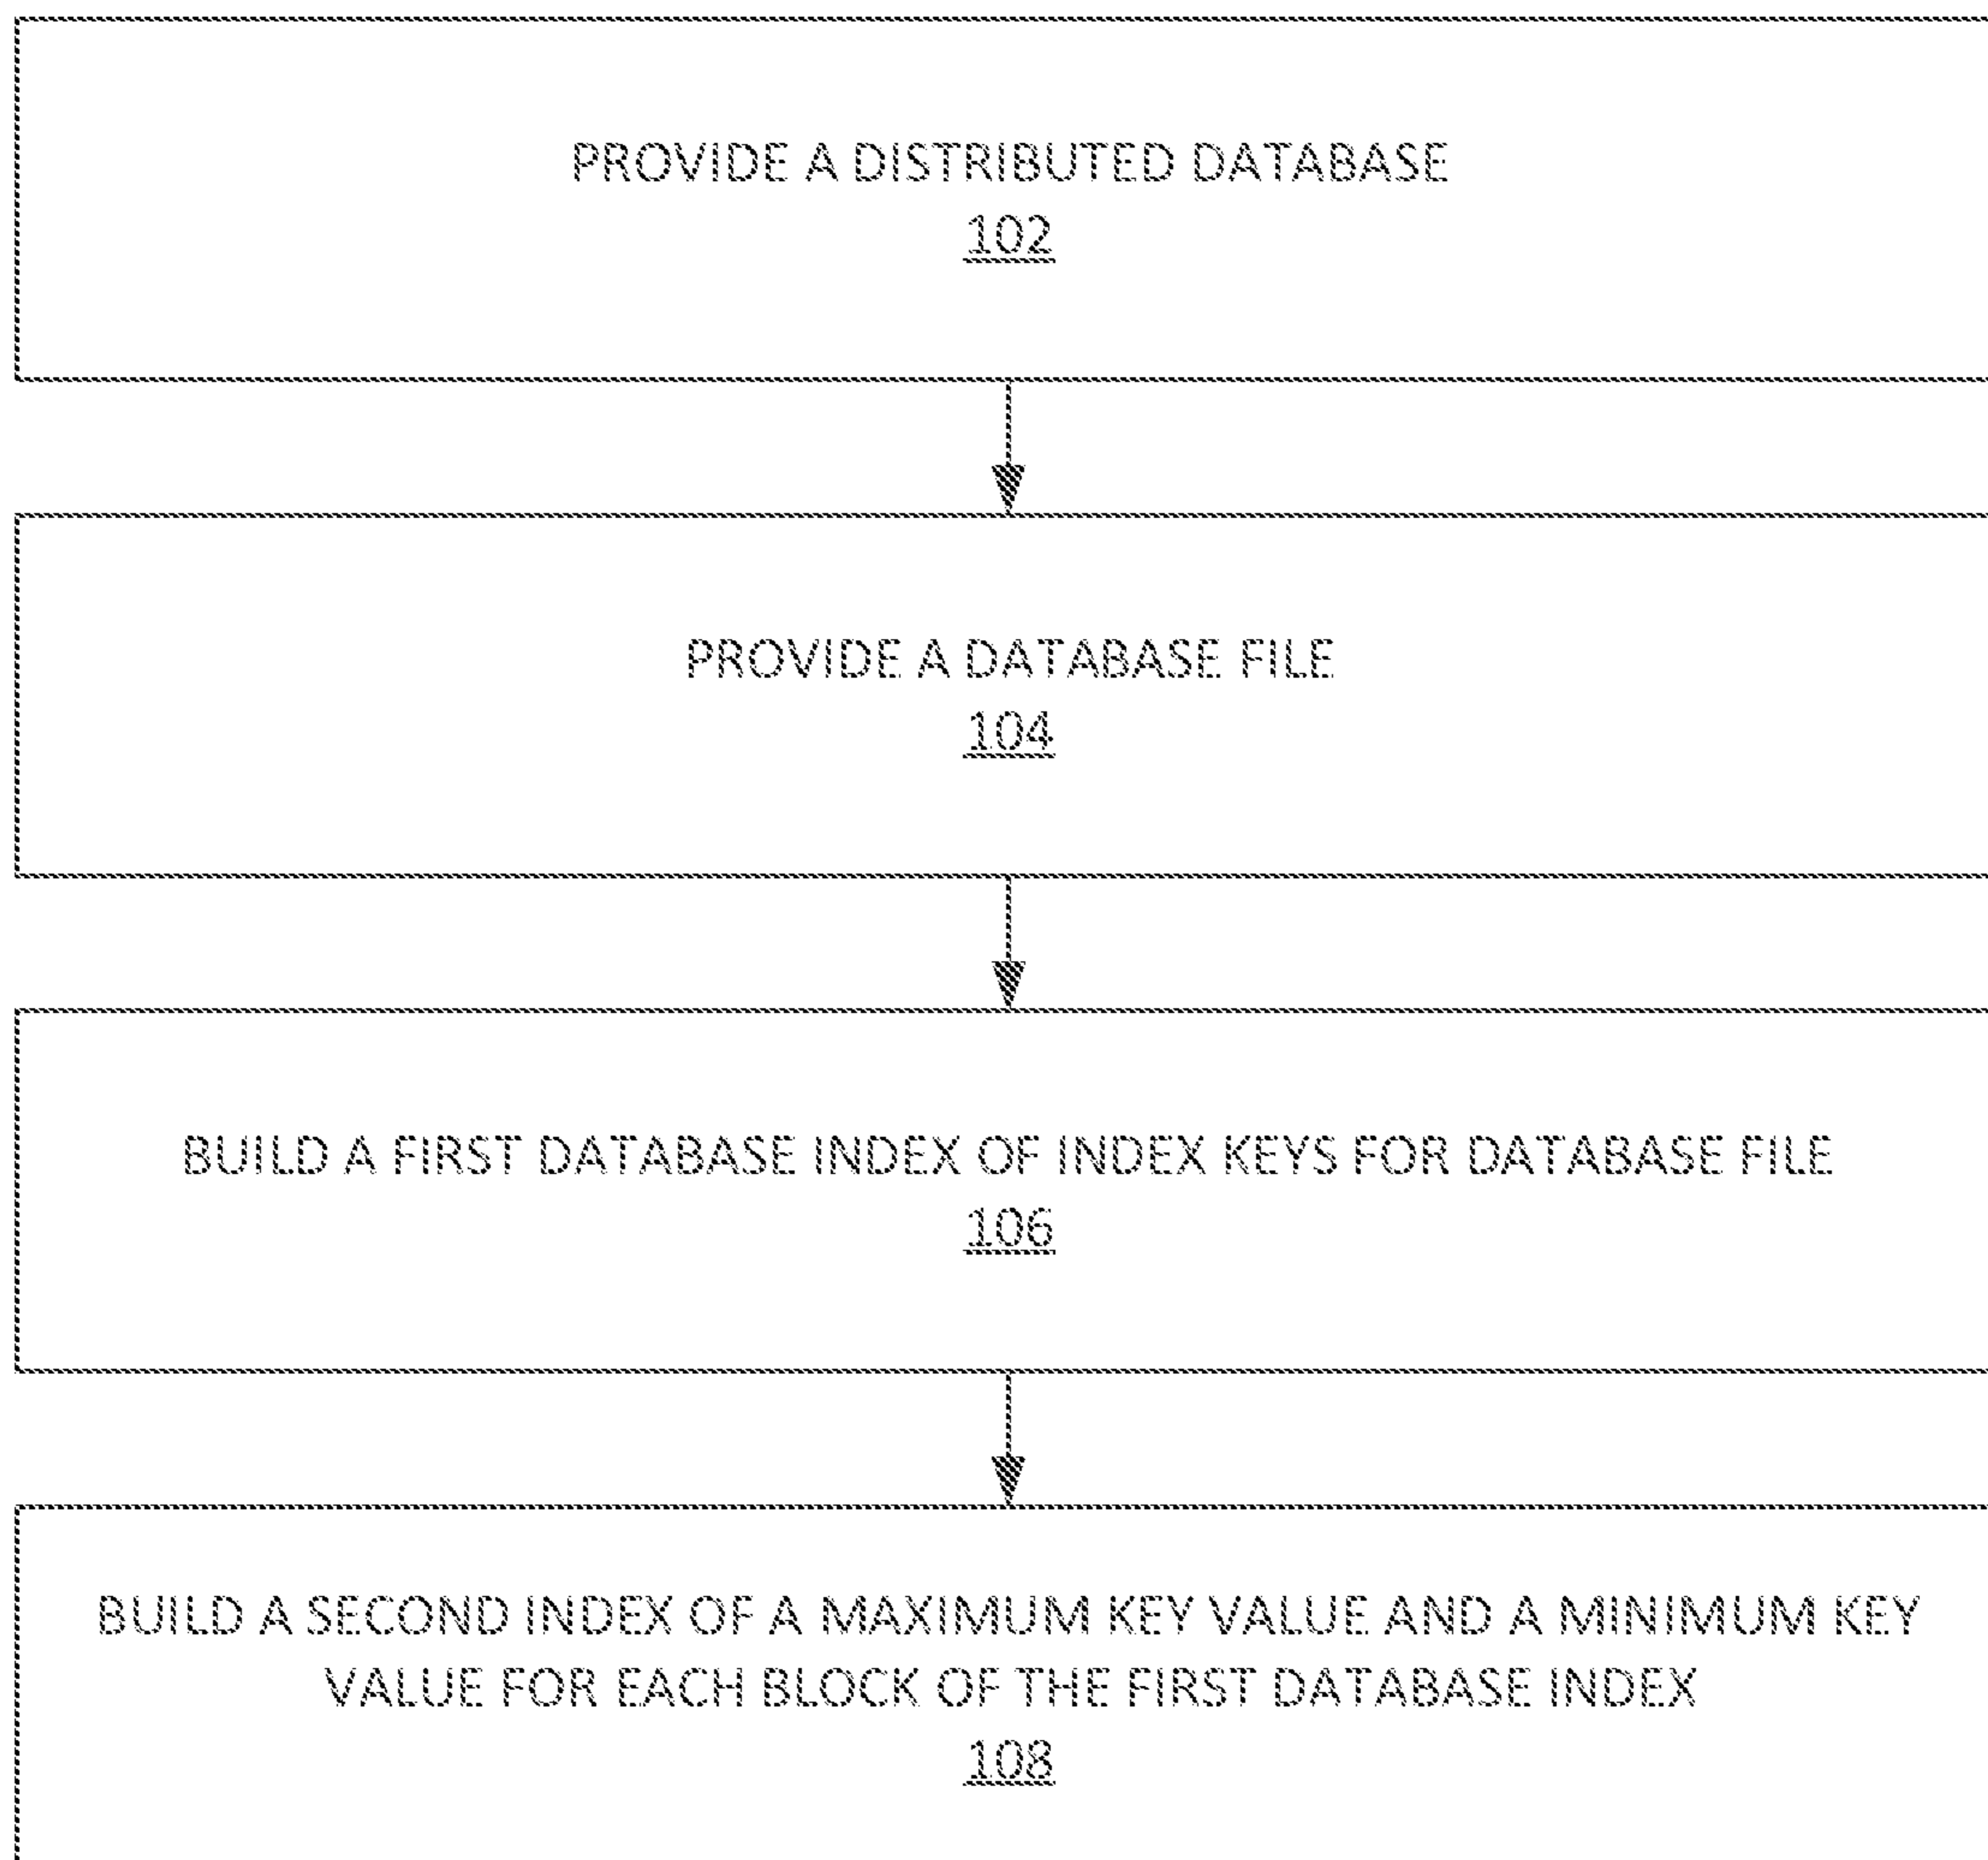 PROVIDE A DISTRIBUTED DATABASE
102
PROVIDE A DATABASE FILE
104
BUILD A FIRST DATABASE INDEX OF INDEX KEYS FOR DATABASE FILE
106
BUILD A SECOND INDEX OF A MAXIMUM KEY VALUE AND A MINIMUM KEY
VALUE FOR EACH BLOCK OF THE FIRST DATABASE INDEX
108